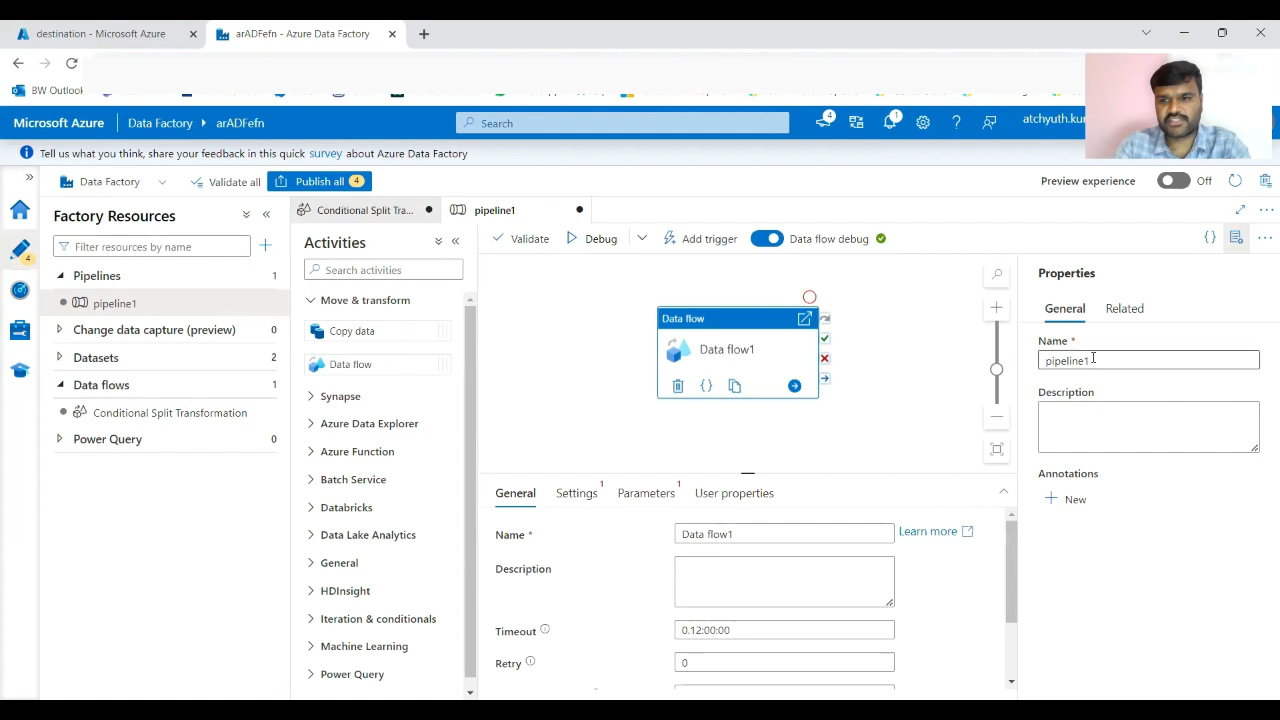 destination - Microsoft Azure
arADFefn - Azure Data Factory
BW Outlook
Microsoft Azure
Data Factory
arADFefn
Search
4
1
atchyuth.kur
Tell us what you think, share your feedback in this quick survey about Azure Data Factory
Data Factory
Validate all
Publish all 4
Preview experience
Off
4
Factory Resources
Filter resources by name
Pipelines 1
pipeline1
Change data capture (preview) 0
Datasets 2
Data flows 1
Conditional Split Transformation
Power Query 0
Conditional Split Tra...
pipeline1
Activities
Search activities
Move & transform
Copy data
Data flow
Synapse
Azure Data Explorer
Azure Function
Batch Service
Databricks
Data Lake Analytics
General
HDInsight
Iteration & conditionals
Machine Learning
Power Query
Validate
Debug
Add trigger
Data flow debug
{}
Data flow
Data flow1
{}
General
Settings 1
Parameters 1
User properties
Name *
Data flow1
Learn more
Description
Timeout
0.12:00:00
Retry
0
Properties
General
Related
Name *
pipeline1
Description
Annotations
New